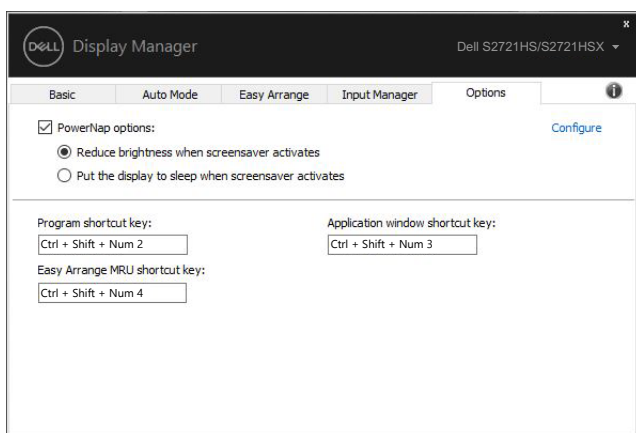 DELL Display Manager
Dell S2721HS/S2721HSX
x
Basic Auto Mode Easy Arrange Input Manager Options i
PowerNap options: Configure
Reduce brightness when screensaver activates
Put the display to sleep when screensaver activates
Program shortcut key: Application window shortcut key:
Ctrl + Shift + Num 2 Ctrl + Shift + Num 3
Easy Arrange MRU shortcut key:
Ctrl + Shift + Num 4